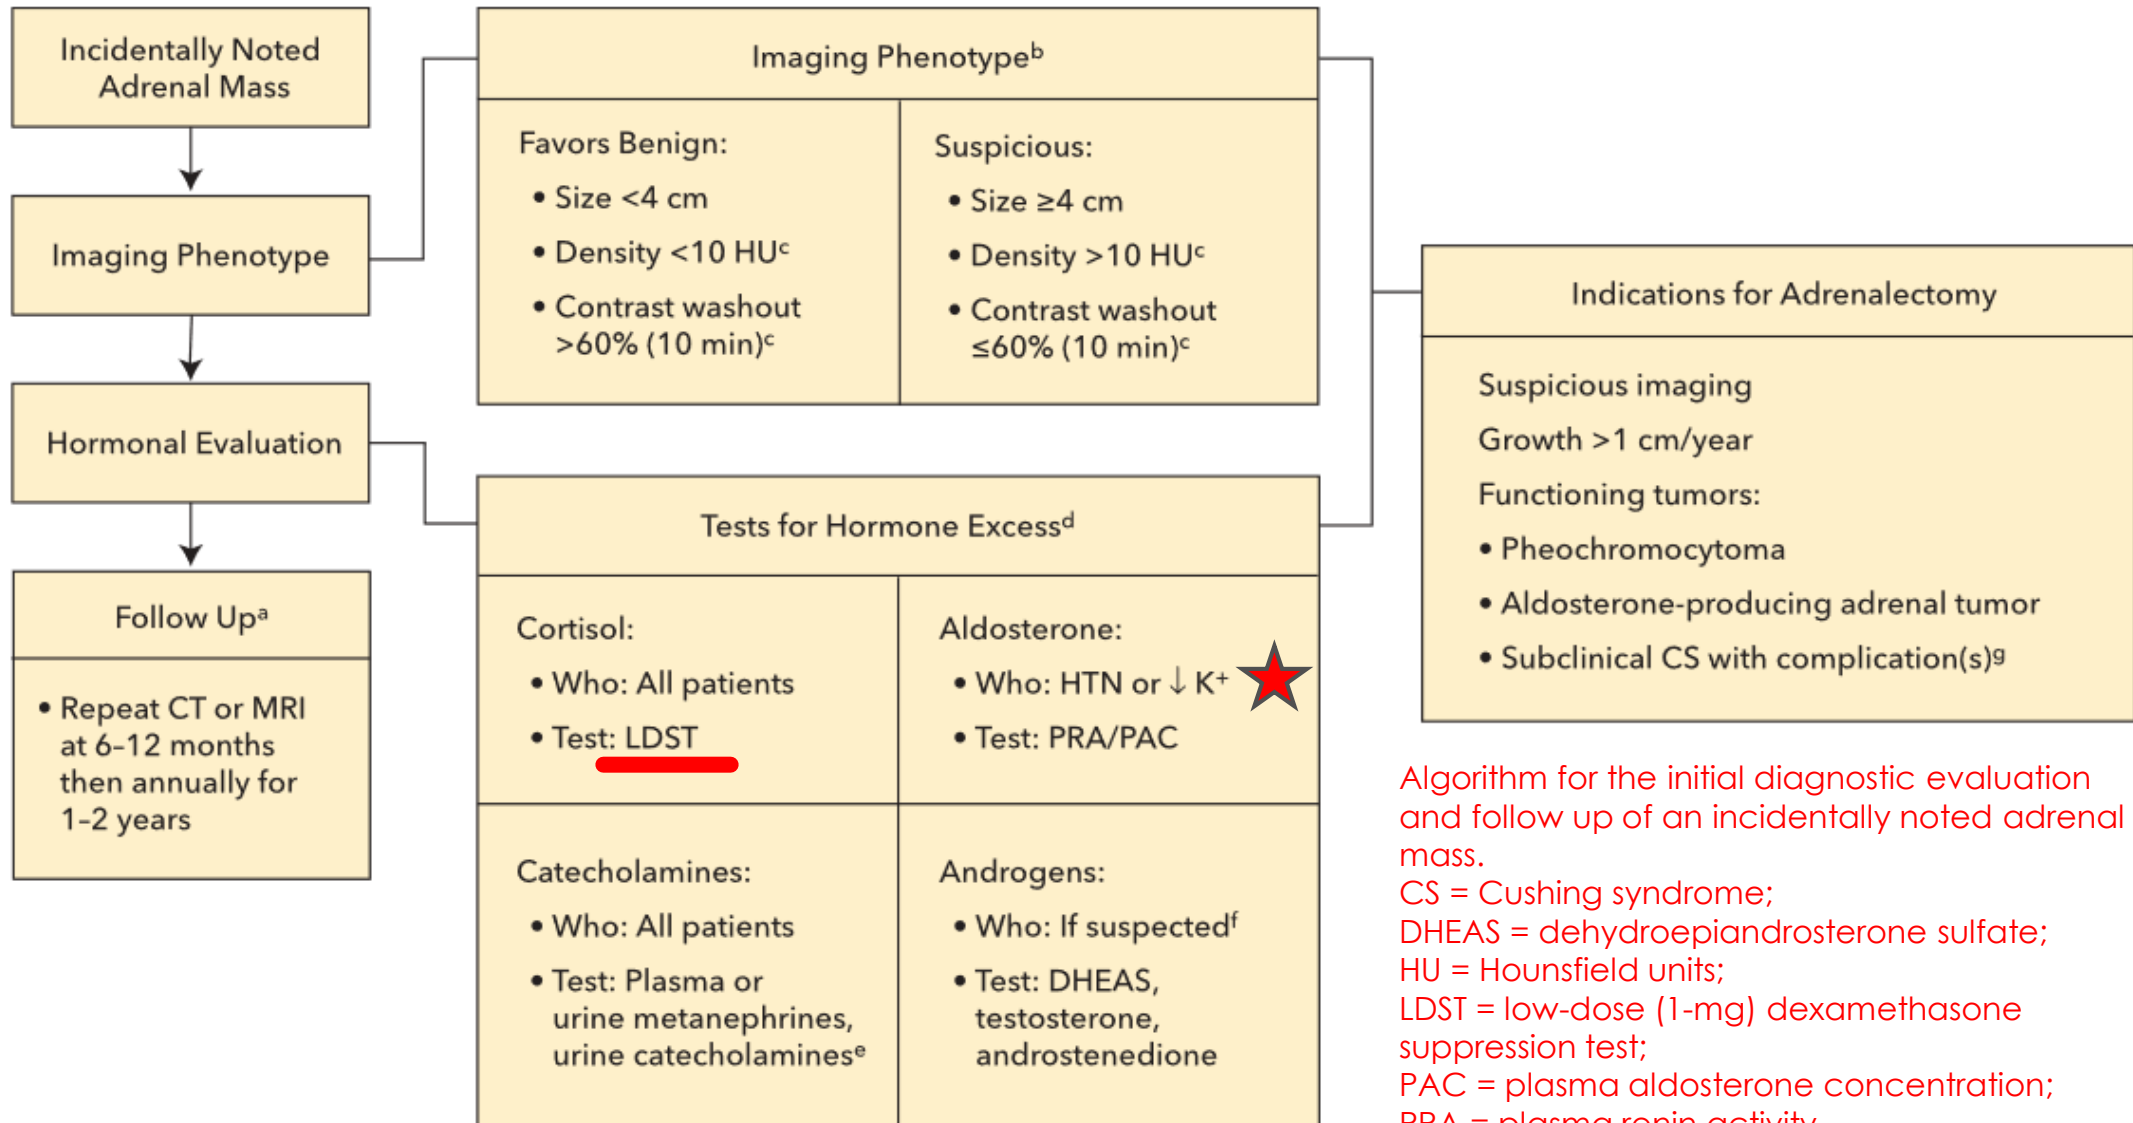 Incidentally Noted
Adrenal Mass
Imaging Phenotype
Hormonal Evaluation
Follow Upᵃ
• Repeat CT or MRI
at 6–12 months
then annually for
1–2 years
Imaging Phenotypeᵇ
Favors Benign:
• Size <4 cm
• Density <10 HUᶜ
• Contrast washout
>60% (10 min)ᶜ
Suspicious:
• Size ≥4 cm
• Density >10 HUᶜ
• Contrast washout
≤60% (10 min)ᶜ
Tests for Hormone Excessᵈ
Cortisol:
• Who: All patients
• Test: LDST
Aldosterone:
• Who: HTN or ↓ K⁺
• Test: PRA/PAC
Catecholamines:
• Who: All patients
• Test: Plasma or
urine metanephrines,
urine catecholaminesᵉ
Androgens:
• Who: If suspectedᶠ
• Test: DHEAS,
testosterone,
androstenedione
Indications for Adrenalectomy
Suspicious imaging
Growth >1 cm/year
Functioning tumors:
• Pheochromocytoma
• Aldosterone-producing adrenal tumor
• Subclinical CS with complication(s)ᵍ
Algorithm for the initial diagnostic evaluation
and follow up of an incidentally noted adrenal
mass.
CS = Cushing syndrome;
DHEAS = dehydroepiandrosterone sulfate;
HU = Hounsfield units;
LDST = low-dose (1-mg) dexamethasone
suppression test;
PAC = plasma aldosterone concentration;
PRA = plasma renin activity